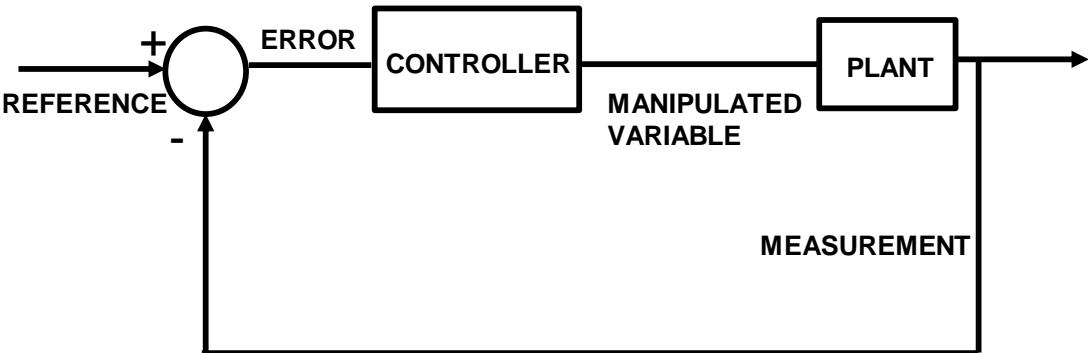 +
ERROR
CONTROLLER
PLANT
REFERENCE
-
MANIPULATED
VARIABLE
MEASUREMENT